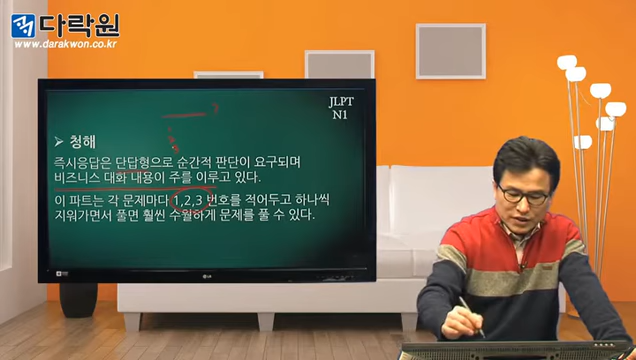 다락원
www.darakwon.co.kr
JLPT
N1
➤ 청해
즉시응답은 단답형으로 순간적 판단이 요구되며
비즈니스 대화 내용이 주를 이루고 있다.
이 파트는 각 문제마다 1,2,3 번호를 적어두고 하나씩
지워가면서 풀면 훨씬 수월하게 문제를 풀 수 있다.
LG